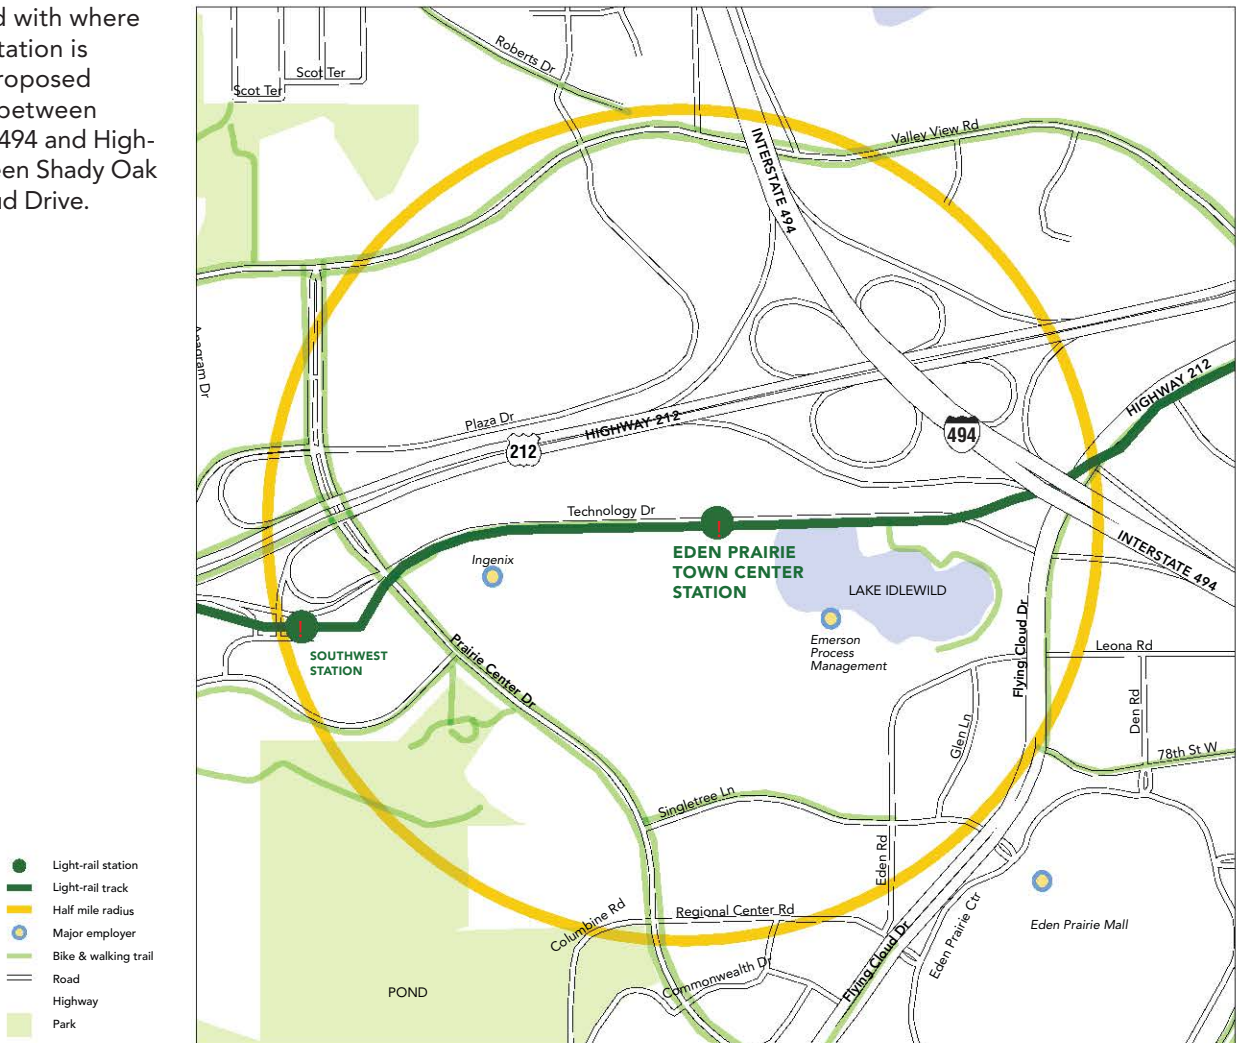 d with where
tation is
roposed
between
494 and High-
en Shady Oak
d Drive.
Scot Ter
Scot Ter
Roberts Dr
Valley View Rd
INTERSTATE 494
Anagram Dr
Plaza Dr
HIGHWAY 212
212
494
HIGHWAY 212
Technology Dr
Ingenix
EDEN PRAIRIE
TOWN CENTER
STATION
LAKE IDLEWILD
INTERSTATE 494
Emerson
Process
Management
SOUTHWEST
STATION
Prairie Center Dr
Flying Cloud Dr
Leona Rd
Den Rd
Glen Ln
78th St W
Singletree Ln
Eden Rd
Columbine Rd
Regional Center Rd
Eden Prairie Ctr
Eden Prairie Mall
Flying Cloud Dr
Commonwealth Dr
POND
Light-rail station
Light-rail track
Half mile radius
Major employer
Bike & walking trail
Road
Highway
Park